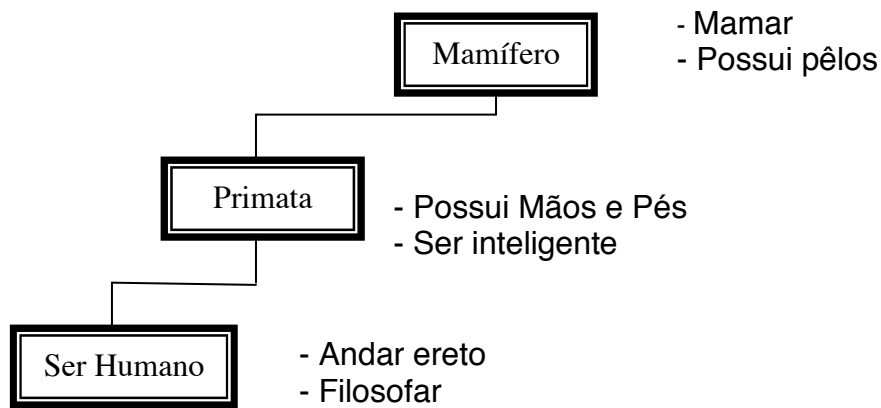 Mamífero
- Mamar
- Possui pêlos
Primata
- Possui Mãos e Pés
- Ser inteligente
Ser Humano
- Andar ereto
- Filosofar